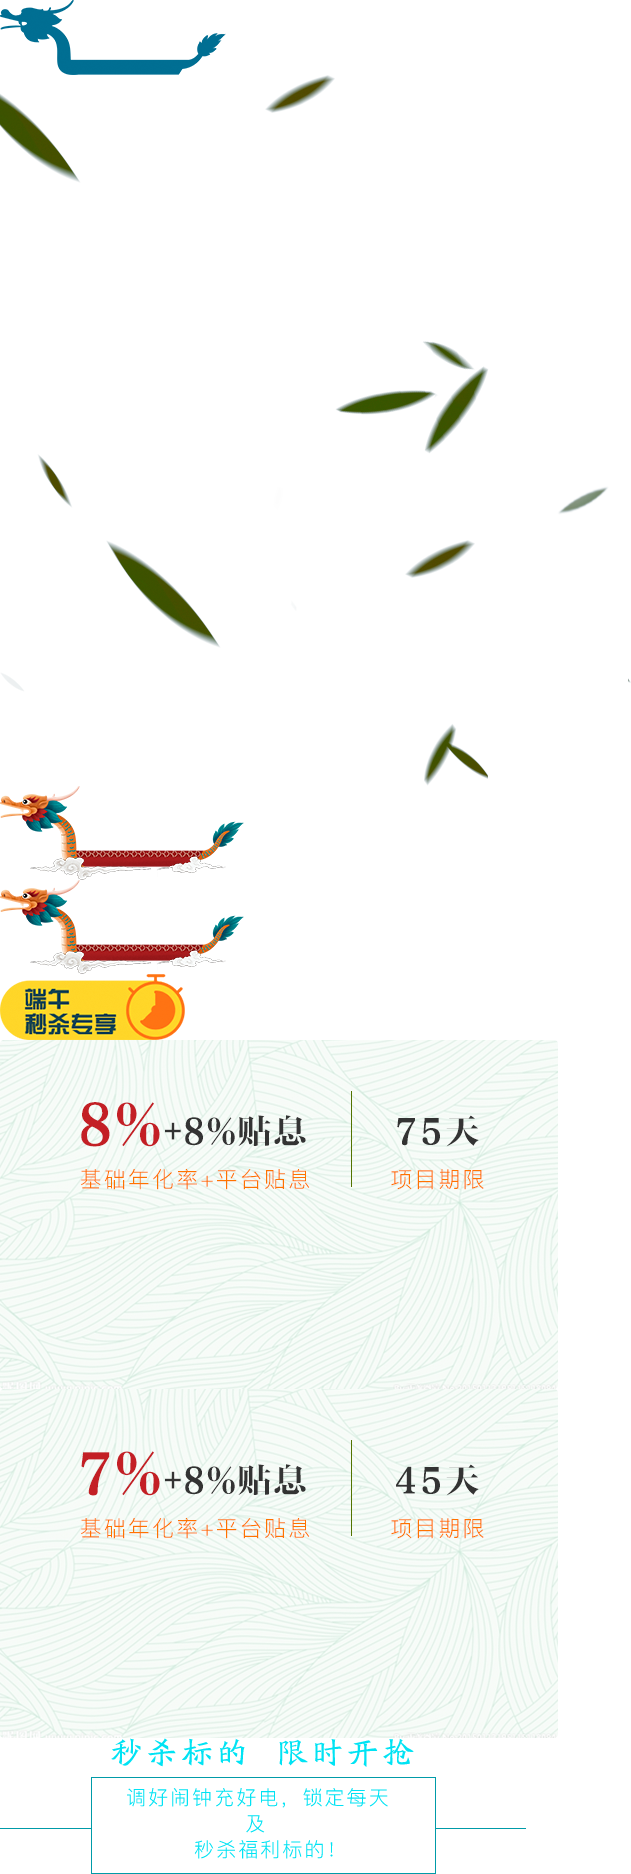 端午
秒杀专享
8%+8%贴息
75天
基础年化率+平台贴息
项目期限
7%+8%贴息
45天
基础年化率+平台贴息
项目期限
秒杀标的 限时开抢
调好闹钟充好电，锁定每天
及
秒杀福利标的！